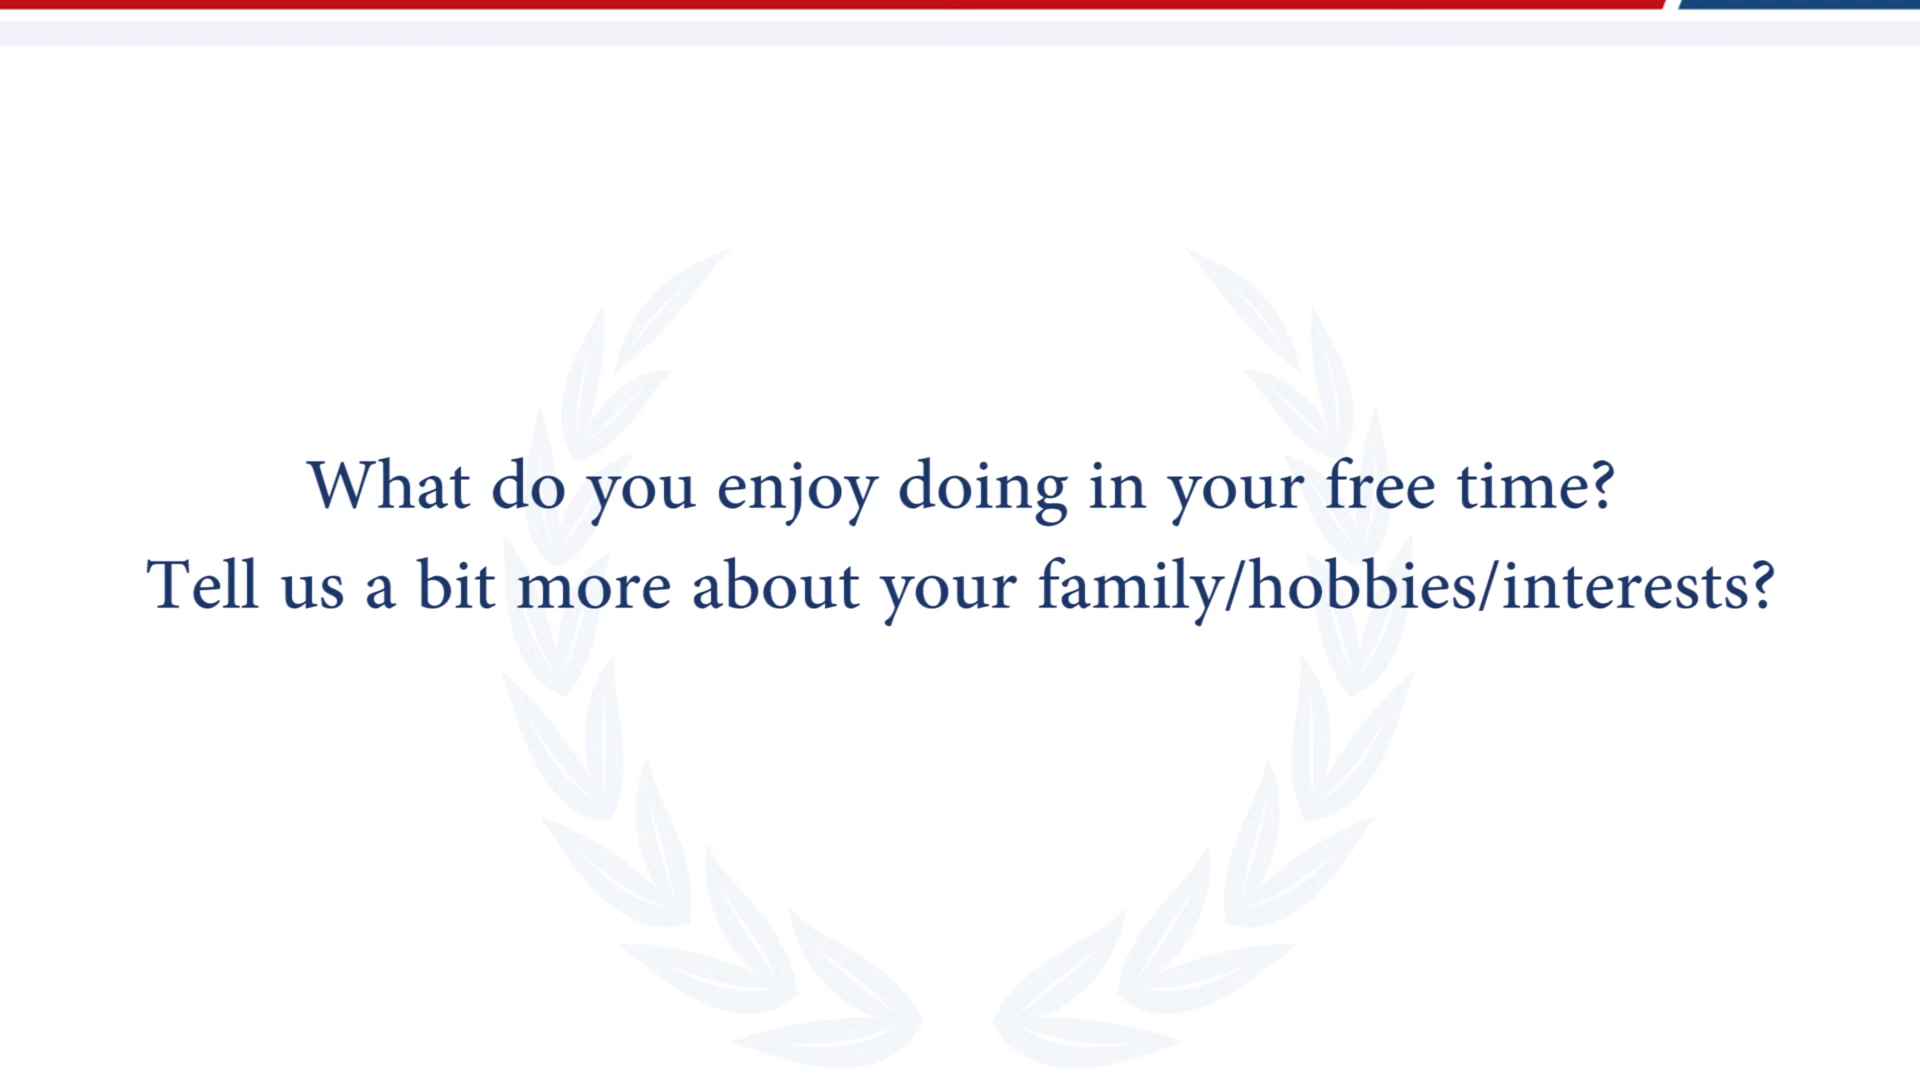 What do you enjoy doing in your free time?
Tell us a bit more about your family/hobbies/interests?